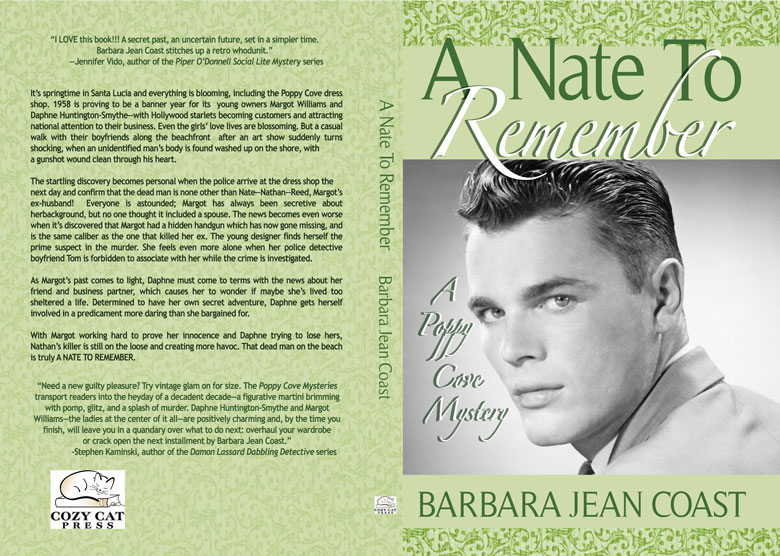 “I LOVE this book!!! A secret past, an uncertain future, set in a simpler time.
Barbara Jean Coast stitches up a retro whodunit.”
—Jennifer Vido, author of the Piper O’Donnell Social Lite Mystery series
It’s springtime in Santa Lucia and everything is blooming, including the Poppy Cove dress
shop. 1958 is proving to be a banner year for its young owners Margot Williams and
Daphne Huntington-Smythe—with Hollywood starlets becoming customers and attracting
national attention to their business. Even the girls’ love lives are blossoming. But a casual
walk with their boyfriends along the beachfront after an art show suddenly turns
shocking, when an unidentified man’s body is found washed up on the shore, with
a gunshot wound clean through his heart.
The startling discovery becomes personal when the police arrive at the dress shop the
next day and confirm that the dead man is none other than Nate—Nathan—Reed, Margot’s
ex-husband! Everyone is astounded; Margot has always been secretive about
herbackground, but no one thought it included a spouse. The news becomes even worse
when it’s discovered that Margot had a hidden handgun which has now gone missing, and
is the same caliber as the one that killed her ex. The young designer finds herself the
prime suspect in the murder. She feels even more alone when her police detective
boyfriend Tom is forbidden to associate with her while the crime is investigated.
As Margot’s past comes to light, Daphne must come to terms with the news about her
friend and business partner, which causes her to wonder if maybe she’s lived too
sheltered a life. Determined to have her own secret adventure, Daphne gets herself
involved in a predicament more daring than she bargained for.
With Margot working hard to prove her innocence and Daphne trying to lose hers,
Nathan’s killer is still on the loose and creating more havoc. That dead man on the beach
is truly A NATE TO REMEMBER.
“Need a new guilty pleasure? Try vintage glam on for size. The Poppy Cove Mysteries
transport readers into the heyday of a decadent decade—a figurative martini brimming
with pomp, glitz, and a splash of murder. Daphne Huntington-Smythe and Margot
Williams—the ladies at the center of it all—are positively charming and, by the time you
finish, will leave you in a quandary over what to do next: overhaul your wardrobe
or crack open the next installment by Barbara Jean Coast.”
-Stephen Kaminski, author of the Damon Lassard Dabbling Detective series
COZY CAT
PRESS
A Nate To Remember Barbara Jean Coast
COZY CAT
PRESS
A Nate To
Remember
A
Poppy
Cove
Mystery
BARBARA JEAN COAST